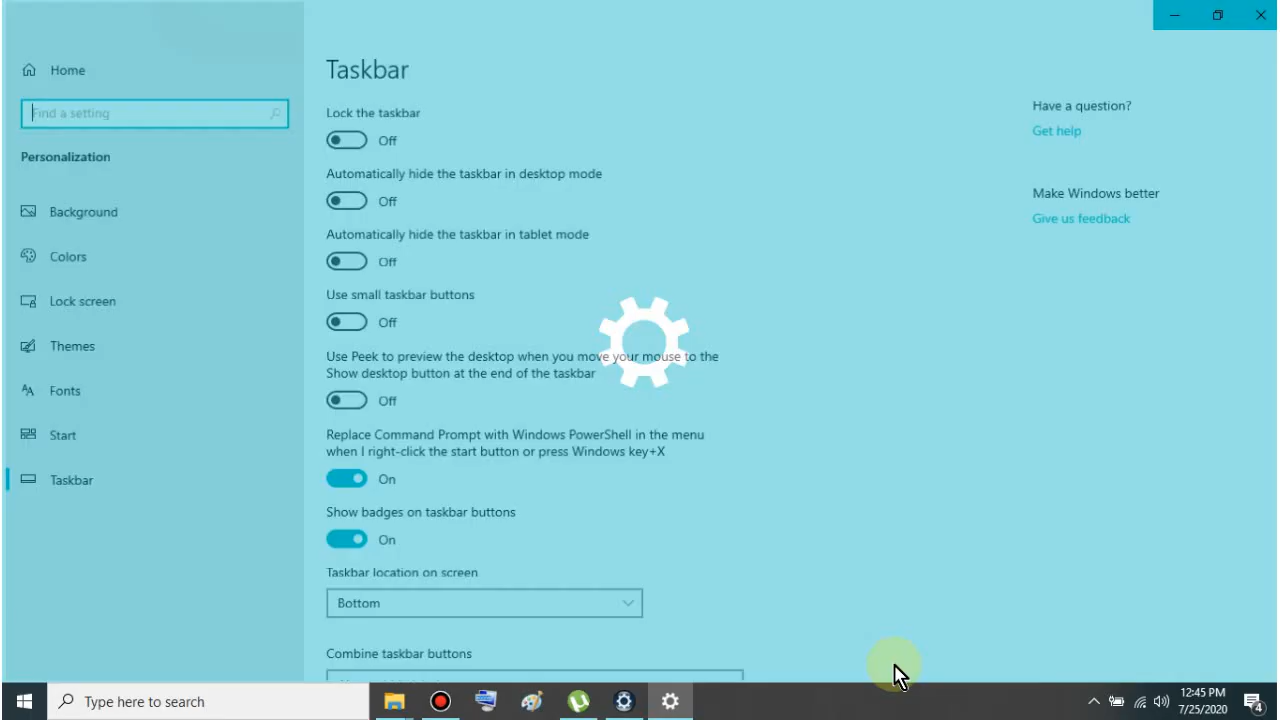 Home
Find a setting
Personalization
Background
Colors
Lock screen
Themes
Fonts
Start
Taskbar
Taskbar
Lock the taskbar
Off
Automatically hide the taskbar in desktop mode
Off
Automatically hide the taskbar in tablet mode
Off
Use small taskbar buttons
Off
Use Peek to preview the desktop when you move your mouse to the
Show desktop button at the end of the taskbar
Off
Replace Command Prompt with Windows PowerShell in the menu
when I right-click the start button or press Windows key+X
On
Show badges on taskbar buttons
On
Taskbar location on screen
Bottom
Combine taskbar buttons
Have a question?
Get help
Make Windows better
Give us feedback
Type here to search
12:45 PM
7/25/2020
4